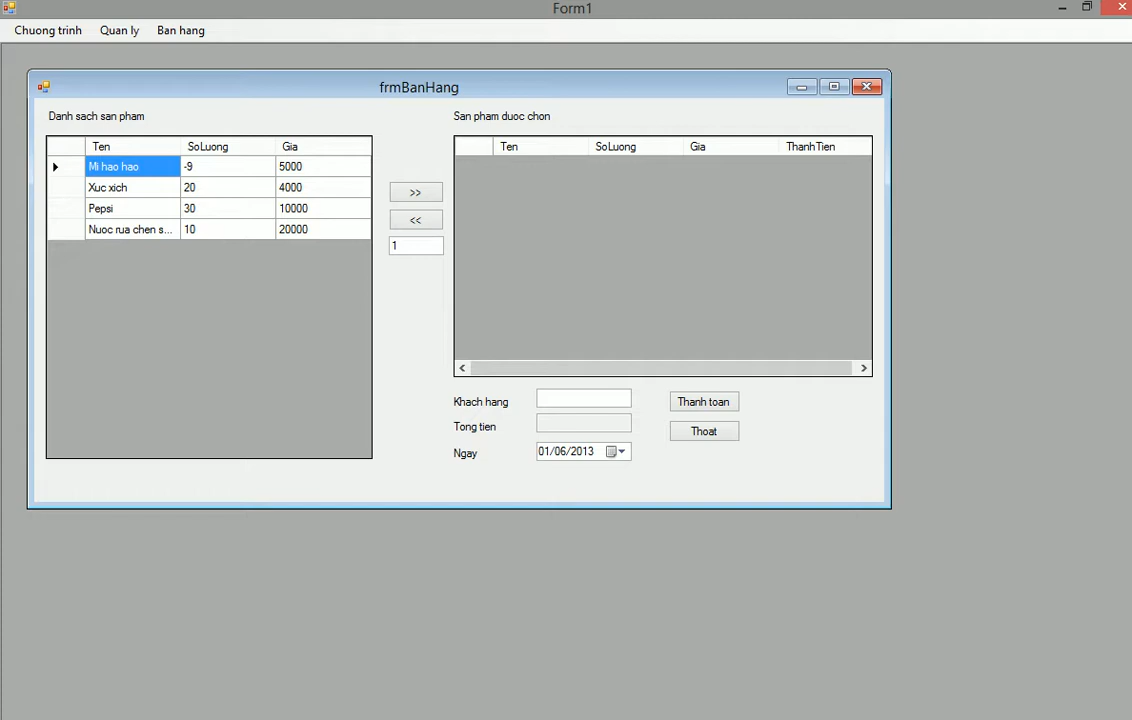 Form1
Chuong trinh Quan ly Ban hang
frmBanHang
Danh sach san pham
Ten SoLuong Gia
Mi hao hao -9 5000
Xuc xich 20 4000
Pepsi 30 10000
Nuoc rua chen s... 10 20000
>>
<<
1
San pham duoc chon
Ten SoLuong Gia ThanhTien
Khach hang
Tong tien
Ngay 01/06/2013
Thanh toan
Thoat